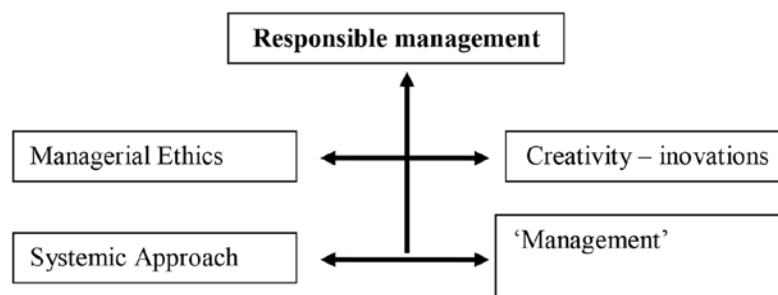 Responsible management
Managerial Ethics
Creativity – inovations
Systemic Approach
‘Management’